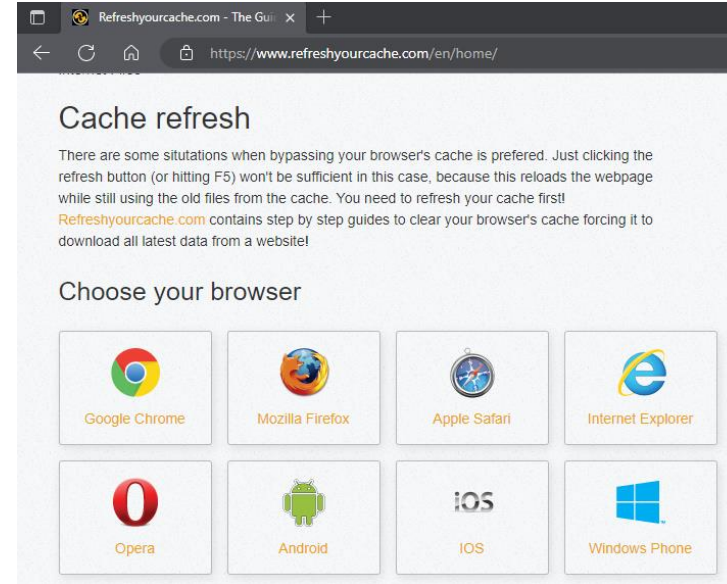 Refreshyourcache.com - The Gui
https://www.refreshyourcache.com/en/home/
Cache refresh
There are some situtations when bypassing your browser's cache is prefered. Just clicking the
refresh button (or hitting F5) won't be sufficient in this case, because this reloads the webpage
while still using the old files from the cache. You need to refresh your cache first!
Refreshyourcache.com contains step by step guides to clear your browser's cache forcing it to
download all latest data from a website!
Choose your browser
Google Chrome Mozilla Firefox Apple Safari Internet Explorer
iOS
Opera Android IOS Windows Phone